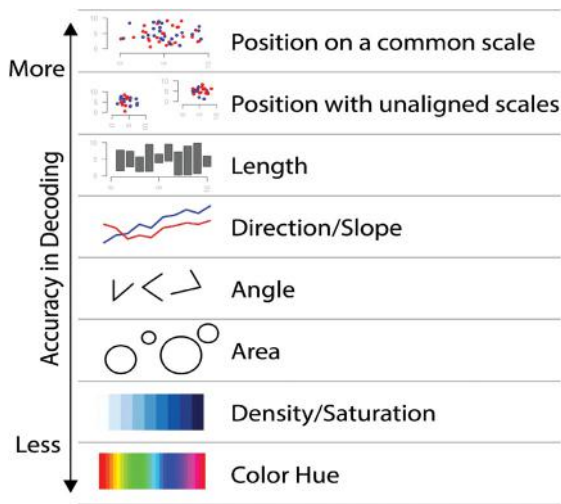 More
Accuracy in Decoding
Less
Position on a common scale
Position with unaligned scales
Length
Direction/Slope
Angle
Area
Density/Saturation
Color Hue